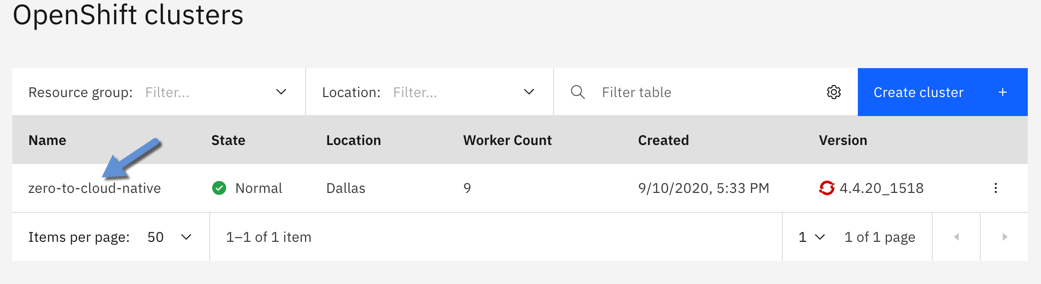 OpenShift clusters
Resource group: Filter... Location: Filter... Filter table Create cluster +
Name State Location Worker Count Created Version
zero-to-cloud-native Normal Dallas 9 9/10/2020, 5:33 PM 4.4.20_1518
Items per page: 50 1–1 of 1 item 1 1 of 1 page